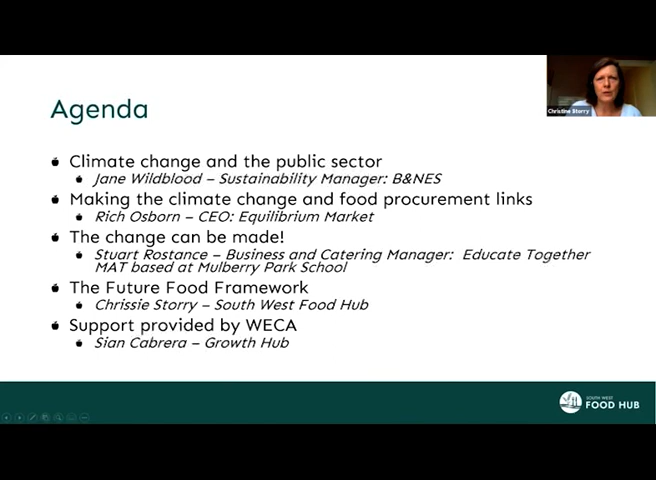 Agenda
Christine Storry
Climate change and the public sector
Jane Wildblood – Sustainability Manager: B&NES
Making the climate change and food procurement links
Rich Osborn – CEO: Equilibrium Market
The change can be made!
Stuart Rostance – Business and Catering Manager: Educate Together
MAT based at Mulberry Park School
The Future Food Framework
Chrissie Storry – South West Food Hub
Support provided by WECA
Sian Cabrera – Growth Hub
SOUTH WEST
FOOD HUB